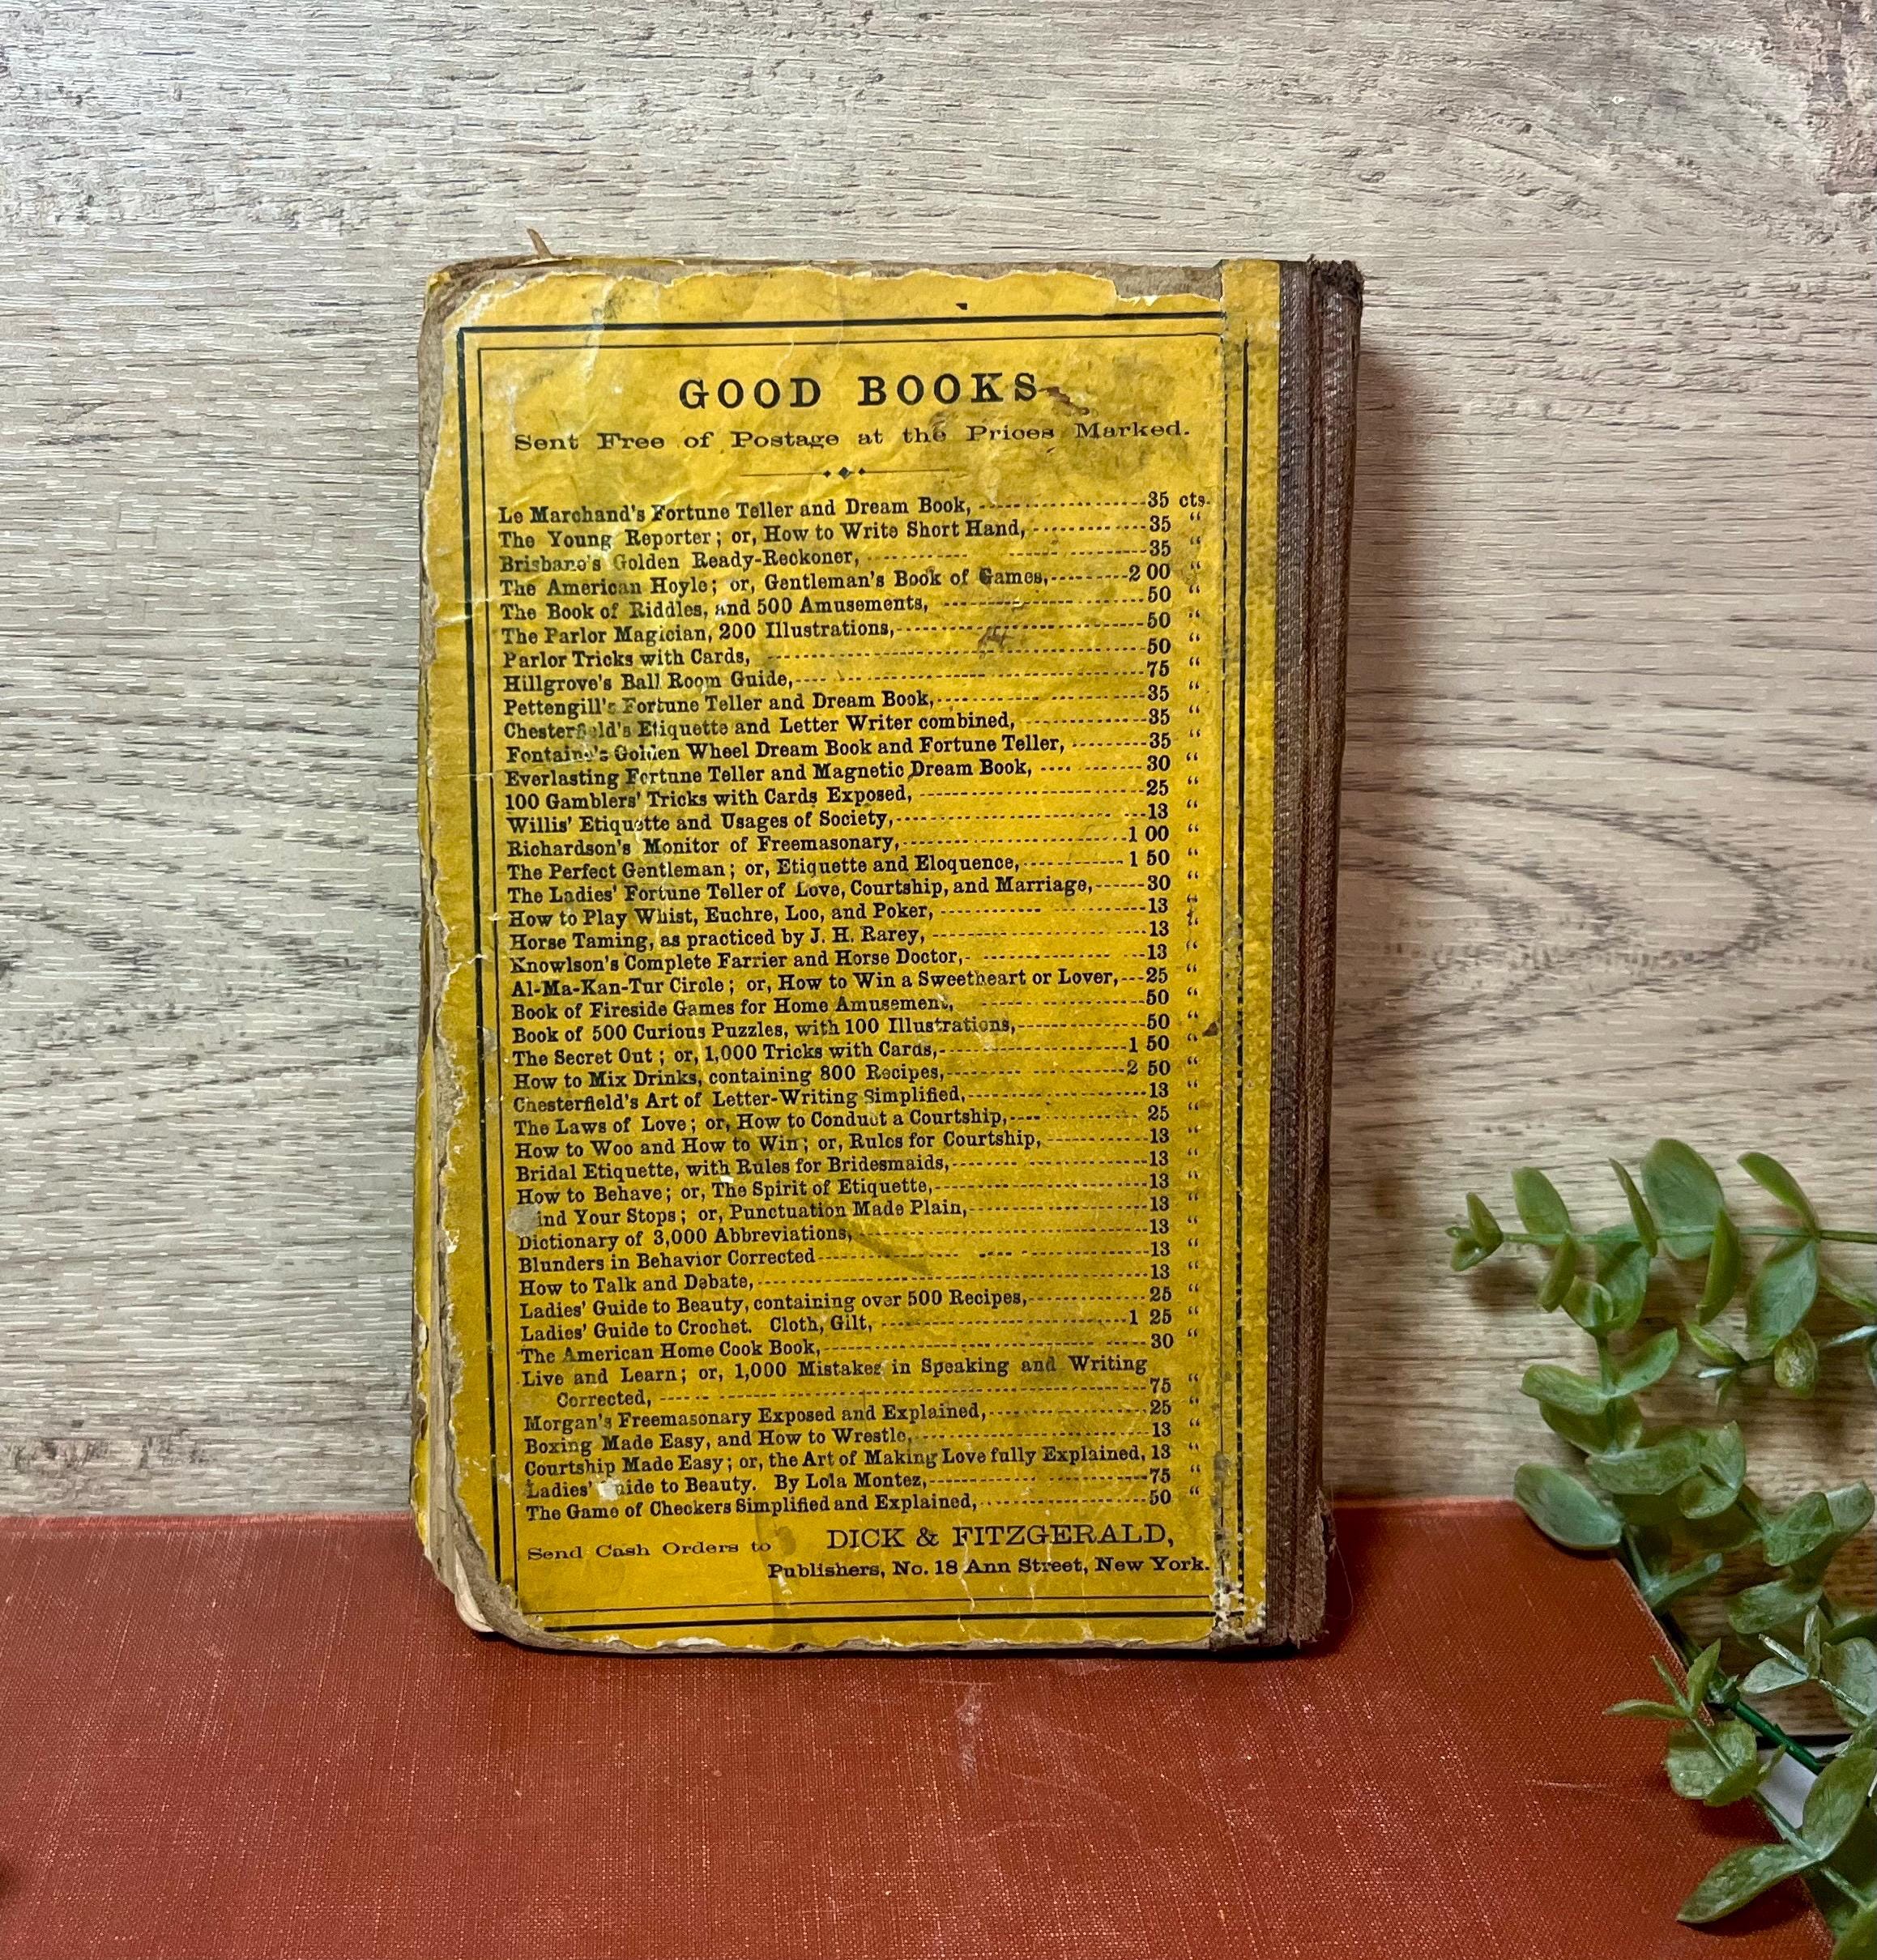 GOOD BOOKS
Sent Free of Postage at the Prices Marked.
Le Marchand's Fortune Teller and Dream Book, 35 cts.
The Young Reporter; or, How to Write Short Hand, 35 "
Brisbane's Golden Ready-Reckoner, 35 "
The American Hoyle; or, Gentleman's Book of Games, 2 00 "
The Book of Riddles, and 500 Amusements, 50 "
The Parlor Magician, 200 Illustrations, 50 "
Parlor Tricks with Cards, 50 "
Hillgrove's Ball Room Guide, 75 "
Pettengill's Fortune Teller and Dream Book, 35 "
Chesterfield's Etiquette and Letter Writer combined, 35 "
Fontaine's Golden Wheel Dream Book and Fortune Teller, 35 "
Everlasting Fortune Teller and Magnetic Dream Book, 30 "
100 Gamblers' Tricks with Cards Exposed, 25 "
Willis' Etiquette and Usages of Society, 13 "
Richardson's Monitor of Freemasonary, 1 00 "
The Perfect Gentleman; or, Etiquette and Eloquence, 1 50 "
The Ladies' Fortune Teller of Love, Courtship, and Marriage, 30 "
How to Play Whist, Euchre, Loo, and Poker, 13 "
Horse Taming, as practiced by J. H. Rarey, 13 "
Knowlson's Complete Farrier and Horse Doctor, 13 "
Al-Ma-Kan-Tur Circle; or, How to Win a Sweetheart or Lover, 25 "
Book of Fireside Games for Home Amusement, 50 "
Book of 500 Curious Puzzles, with 100 Illustrations, 50 "
The Secret Out; or, 1,000 Tricks with Cards, 1 50 "
How to Mix Drinks, containing 800 Recipes, 2 50 "
Chesterfield's Art of Letter-Writing Simplified, 13 "
The Laws of Love; or, How to Conduct a Courtship, 25 "
How to Woo and How to Win; or, Rules for Courtship, 13 "
Bridal Etiquette, with Rules for Bridesmaids, 13 "
How to Behave; or, The Spirit of Etiquette, 13 "
ind Your Stops; or, Punctuation Made Plain, 13 "
Dictionary of 3,000 Abbreviations, 13 "
Blunders in Behavior Corrected 13 "
How to Talk and Debate, 13 "
Ladies' Guide to Beauty, containing over 500 Recipes, 25 "
Ladies' Guide to Crochet. Cloth, Gilt, 1 25 "
The American Home Cook Book, 30 "
Live and Learn; or, 1,000 Mistakes in Speaking and Writing
Corrected, 75 "
Morgan's Freemasonary Exposed and Explained, 25 "
Boxing Made Easy, and How to Wrestle, 13 "
Courtship Made Easy; or, the Art of Making Love fully Explained, 13 "
Ladies' uide to Beauty. By Lola Montez, 75 "
The Game of Checkers Simplified and Explained, 50 "
Send Cash Orders to DICK & FITZGERALD,
Publishers, No. 18 Ann Street, New York.